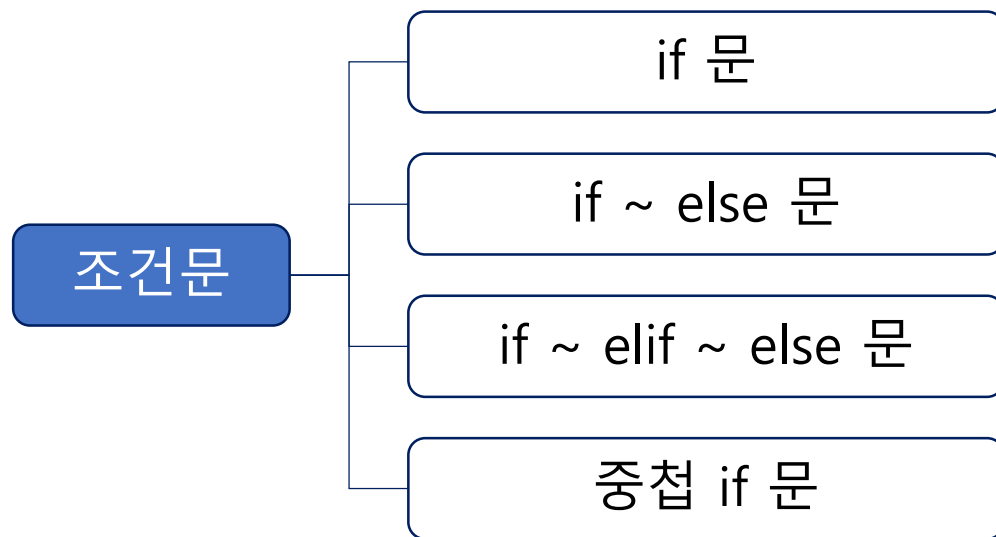 조건문
if 문
if ~ else 문
if ~ elif ~ else 문
중첩 if 문